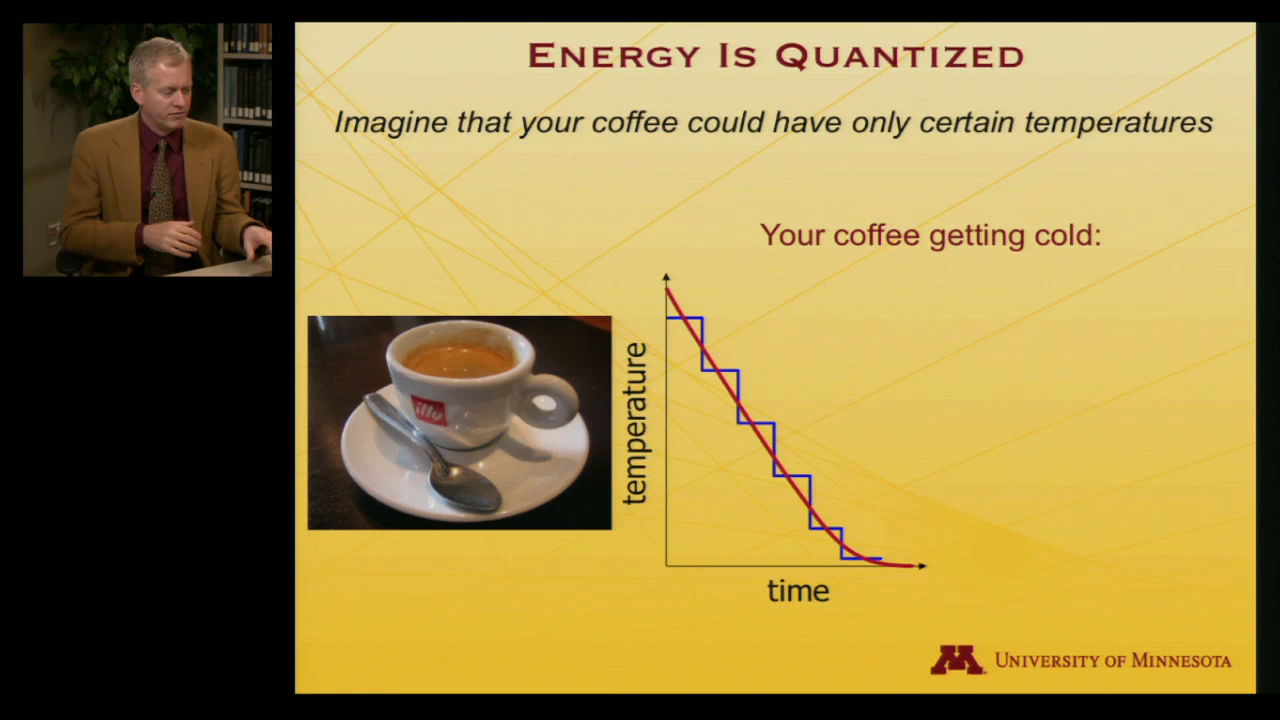 ENERGY IS QUANTIZED
Imagine that your coffee could have only certain temperatures
Your coffee getting cold:
temperature
illy
time
M
UNIVERSITY OF MINNESOTA